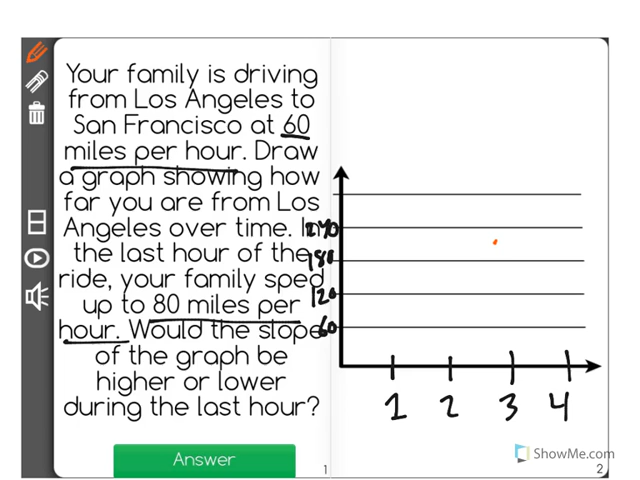 Your family is driving
from Los Angeles to
San Francisco at 60
miles per hour. Draw
a graph showing how
far you are from Los
Angeles over time. In
the last hour of the
ride, your family sped
up to 80 miles per
hour. Would the slope
of the graph be
higher or lower
during the last hour?
Answer
1
240
180
120
60
1 2 3 4
ShowMe.com
2